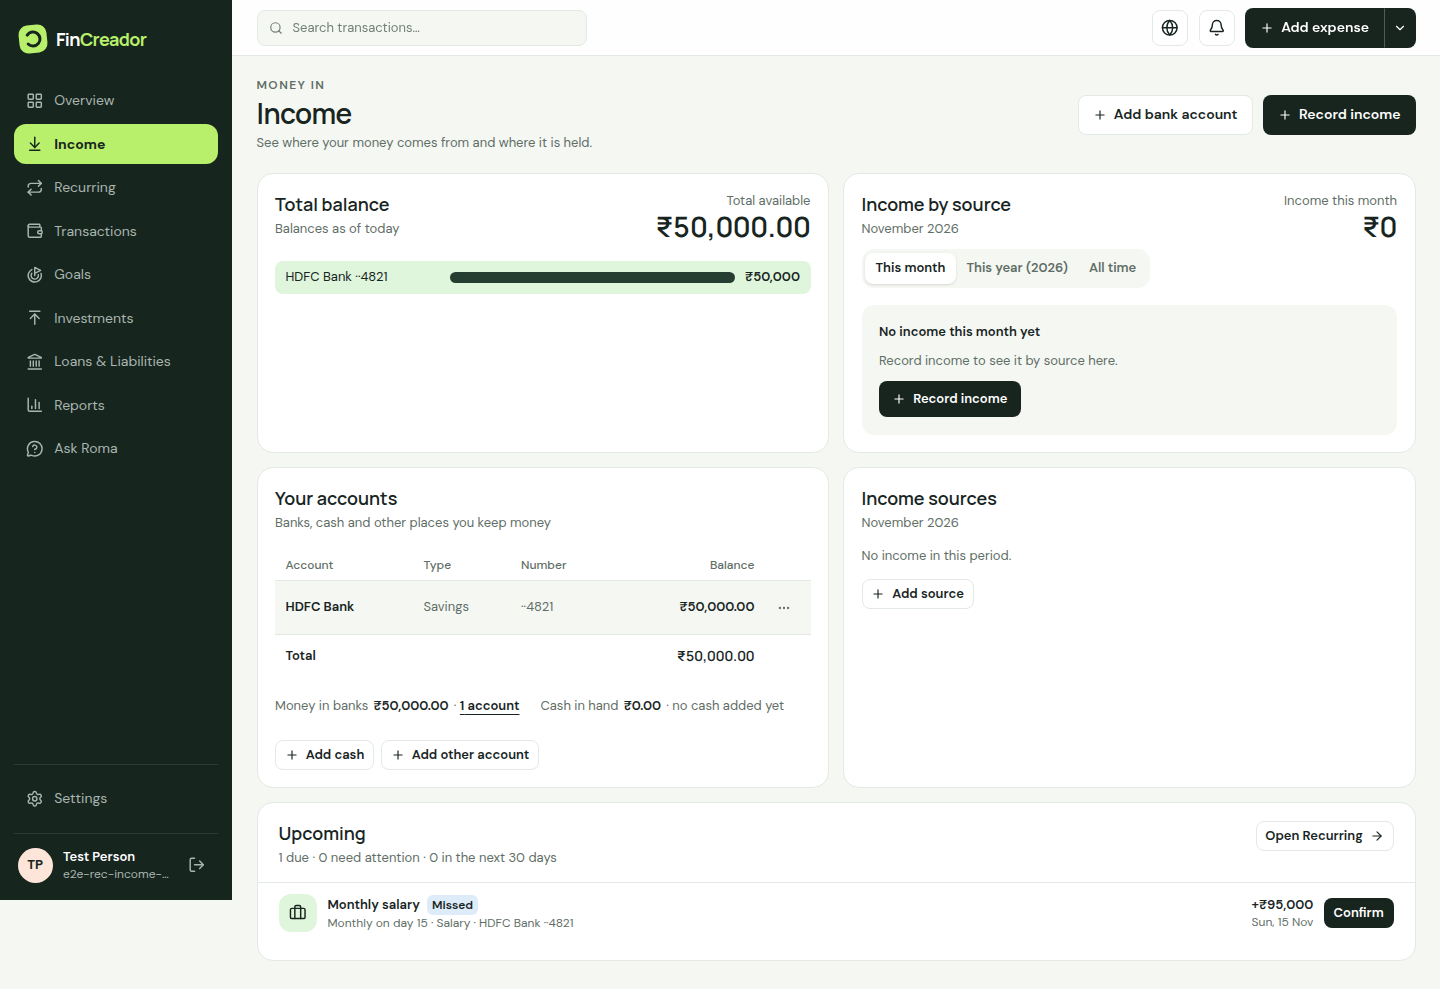 FinCreador
Overview
Income
Recurring
Transactions
Goals
Investments
Loans & Liabilities
Reports
Ask Roma
Settings
TP
Test Person
e2e-rec-income-...
Search transactions...
Add expense
MONEY IN
Income
See where your money comes from and where it is held.
Add bank account
Record income
Total balance
Balances as of today
Total available
₹50,000.00
HDFC Bank ··4821
₹50,000
Income by source
November 2026
Income this month
₹0
This month
This year (2026)
All time
No income this month yet
Record income to see it by source here.
Record income
Your accounts
Banks, cash and other places you keep money
Account Type Number Balance
HDFC Bank Savings ··4821 ₹50,000.00
Total ₹50,000.00
Money in banks ₹50,000.00 · 1 account Cash in hand ₹0.00 · no cash added yet
Add cash
Add other account
Income sources
November 2026
No income in this period.
Add source
Upcoming
1 due · 0 need attention · 0 in the next 30 days
Open Recurring
Monthly salary Missed
Monthly on day 15 · Salary · HDFC Bank ··4821
+₹95,000
Sun, 15 Nov
Confirm